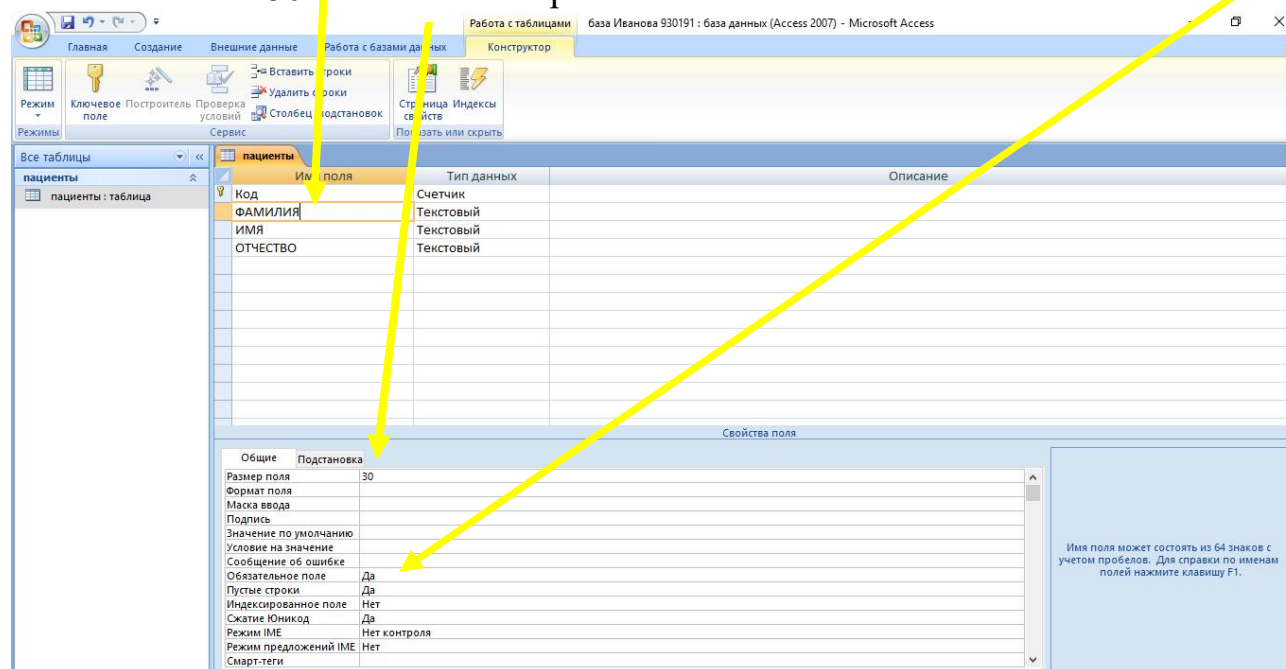 Работа с таблицами база Иванова 930191 : база данных (Access 2007) - Microsoft Access
Главная Создание Внешние данные Работа с базами данных Конструктор
Режим
Ключевое поле
Построитель
Проверка условий
Вставить строки
Удалить строки
Столбец подстановок
Страница свойств
Индексы
Режимы Сервис Показать или скрыть
Все таблицы
пациенты
пациенты : таблица
пациенты
Имя поля Тип данных Описание
Код Счетчик
ФАМИЛИЯ Текстовый
ИМЯ Текстовый
ОТЧЕСТВО Текстовый
Свойства поля
Общие Подстановка
Размер поля 30
Формат поля
Маска ввода
Подпись
Значение по умолчанию
Условие на значение
Сообщение об ошибке
Обязательное поле Да
Пустые строки Да
Индексированное поле Нет
Сжатие Юникод Да
Режим IME Нет контроля
Режим предложений IME Нет
Смарт-теги
Имя поля может состоять из 64 знаков с
учетом пробелов. Для справки по именам
полей нажмите клавишу F1.